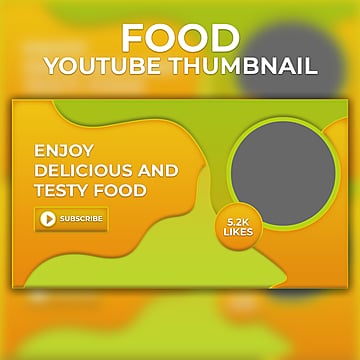 FOOD
YOUTUBE THUMBNAIL
ENJOY
DELICIOUS AND
TESTY FOOD
SUBSCRIBE
5.2K
LIKES